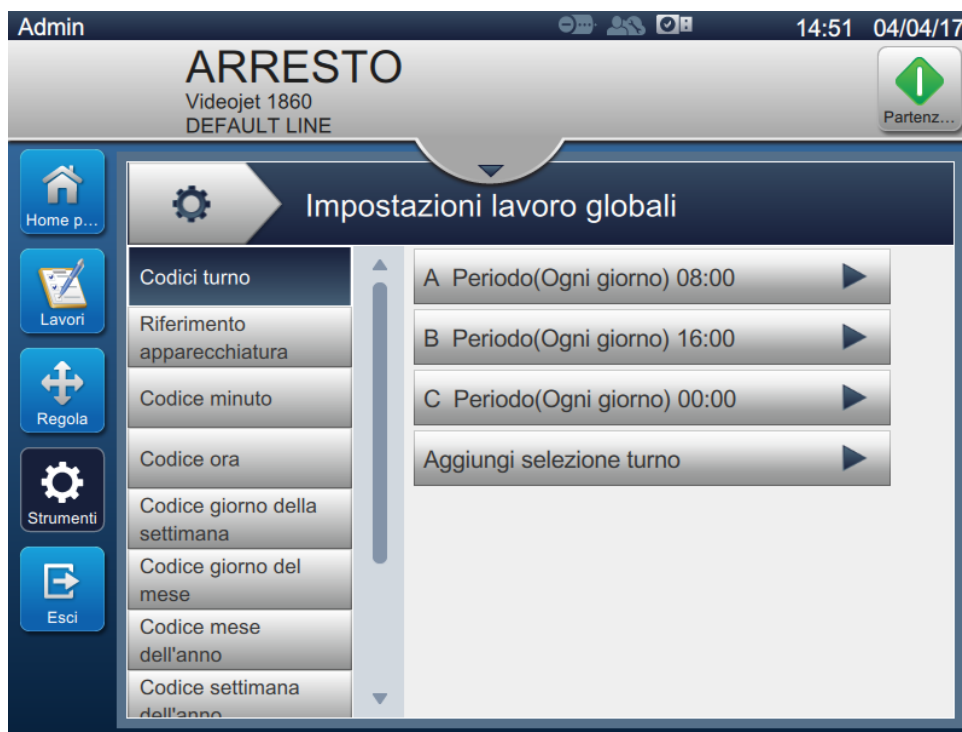 Admin
14:51 04/04/17
ARRESTO
Videojet 1860
DEFAULT LINE
Partenz...
Home p...
Lavori
Regola
Strumenti
Esci
Impostazioni lavoro globali
Codici turno
Riferimento
apparecchiatura
Codice minuto
Codice ora
Codice giorno della
settimana
Codice giorno del
mese
Codice mese
dell'anno
Codice settimana
dell'anno
A Periodo(Ogni giorno) 08:00
B Periodo(Ogni giorno) 16:00
C Periodo(Ogni giorno) 00:00
Aggiungi selezione turno